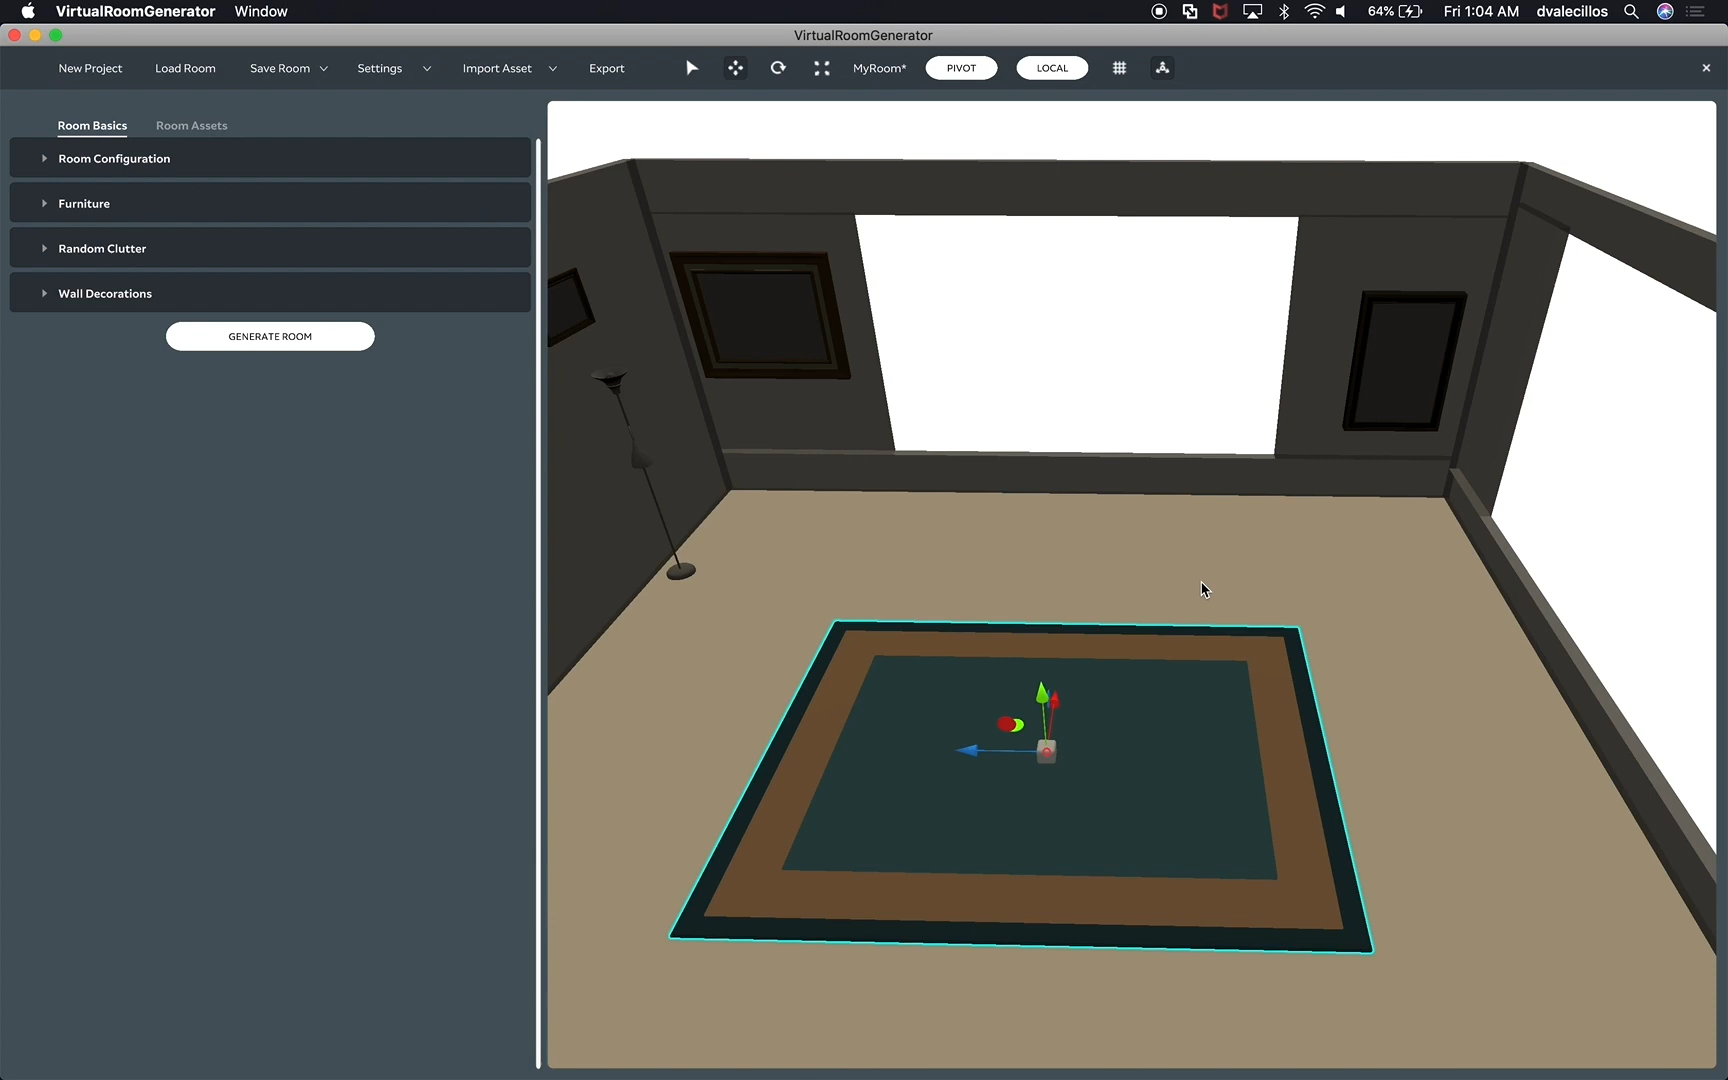 VirtualRoomGenerator Window 64% Fri 1:04 AM dvalecillos
VirtualRoomGenerator
New Project Load Room Save Room Settings Import Asset Export MyRoom* PIVOT LOCAL
Room Basics Room Assets
Room Configuration
Furniture
Random Clutter
Wall Decorations
GENERATE ROOM